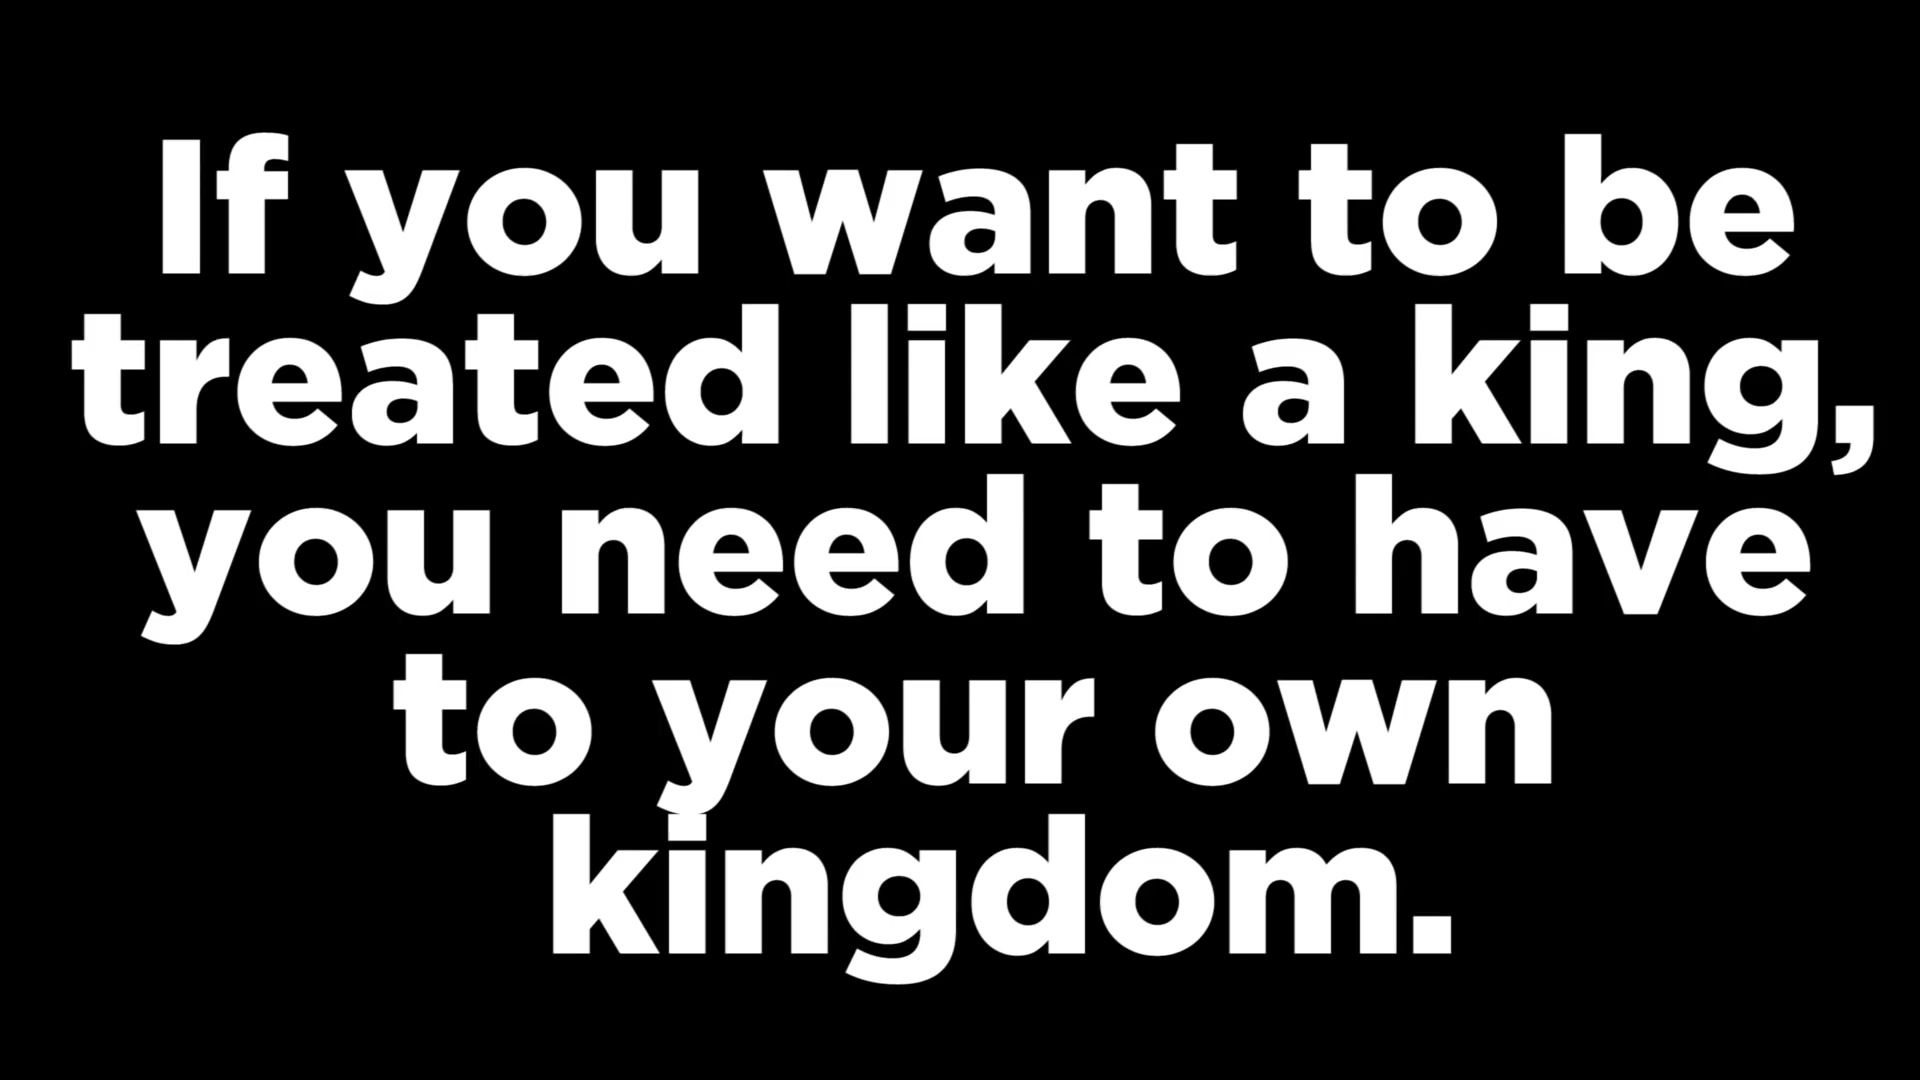 If you want to be
treated like a king,
you need to have
to your own
kingdom.